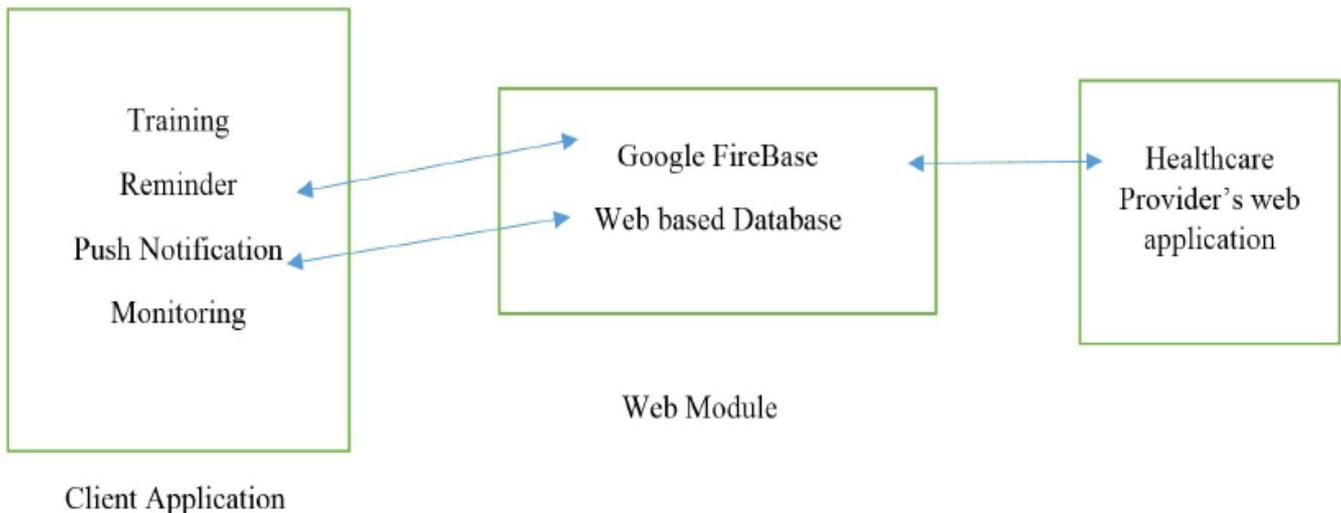 Training
Reminder
Push Notification
Monitoring
Client Application
Google FireBase
Web based Database
Web Module
Healthcare
Provider’s web
application